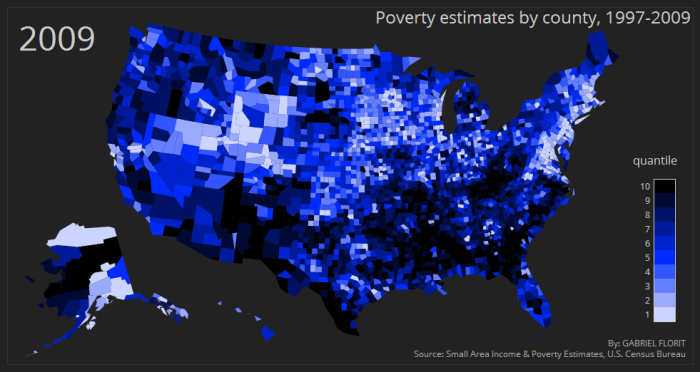 Poverty estimates by county, 1997-2009
2009
quantile
10
9
8
7
6
5
4
3
2
1
By: GABRIEL FLORIT
Source: Small Area Income & Poverty Estimates, U.S. Census Bureau